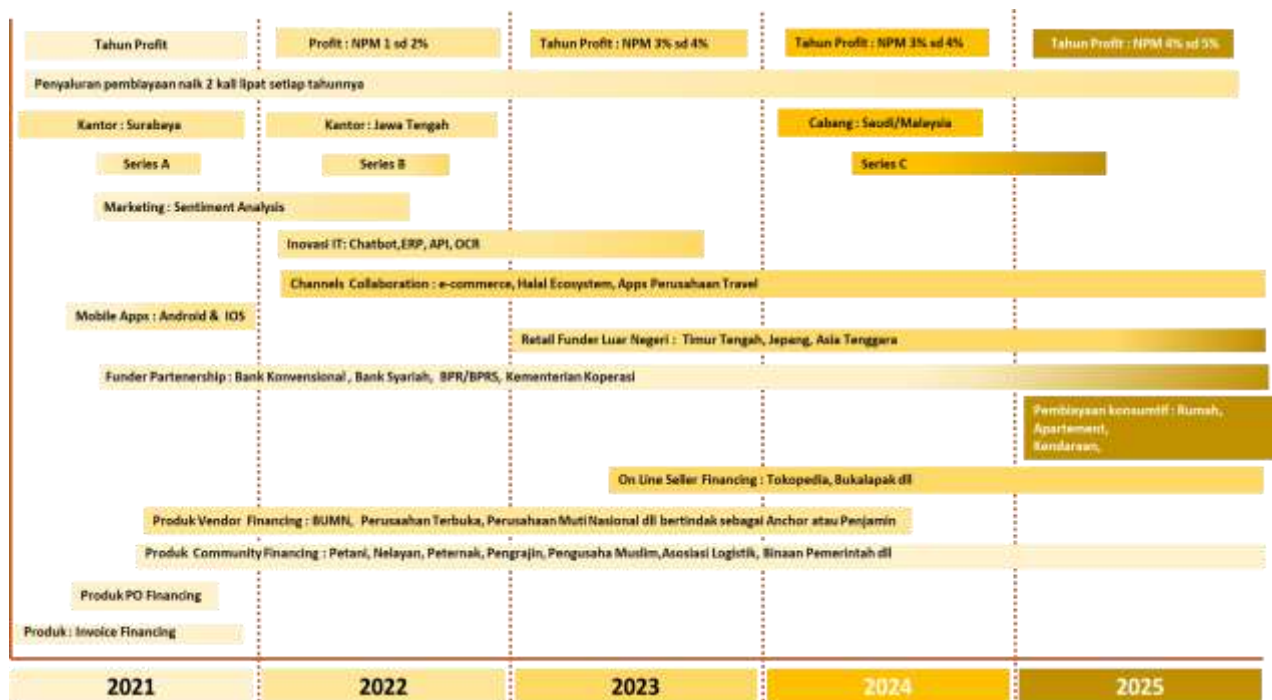 Tahun Profit
Profit : NPM 1 sd 2%
Tahun Profit : NPM 3% sd 4%
Tahun Profit : NPM 3% sd 4%
Tahun Profit : NPM 4% sd 5%
Penyaluran pembiayaan naik 2 kali lipat setiap tahunnya
Kantor : Surabaya
Kantor : Jawa Tengah
Cabang : Saudi/Malaysia
Series A
Series B
Series C
Marketing : Sentiment Analysis
Inovasi IT: Chatbot,ERP, API, OCR
Channels Collaboration : e-commerce, Halal Ecosystem, Apps Perusahaan Travel
Mobile Apps : Android & IOS
Retail Funder Luar Negeri : Timur Tengah, Jepang, Asia Tenggara
Funder Partenership : Bank Konvensional , Bank Syariah, BPR/BPRS, Kementerian Koperasi
Pembiayaan konsumtif : Rumah,
Apartement,
Kendaraan,
On Line Seller Financing : Tokopedia, Bukalapak dll
Produk Vendor Financing : BUMN, Perusaahan Terbuka, Perusahaan Muti Nasional dll bertindak sebagai Anchor atau Penjamin
Produk Community Financing : Petani, Nelayan, Peternak, Pengrajin, Pengusaha Muslim,Asosiasi Logistik, Binaan Pemerintah dll
Produk PO Financing
Produk : Invoice Financing
2021
2022
2023
2024
2025